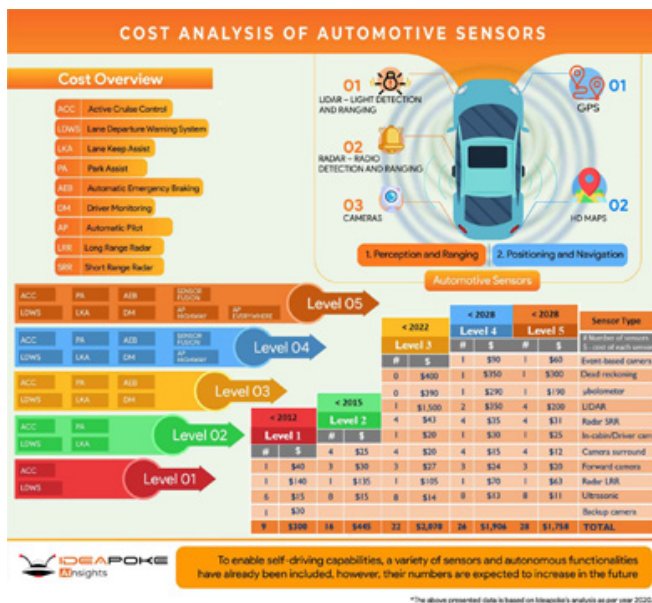 COST ANALYSIS OF AUTOMOTIVE SENSORS
Cost Overview
ACC Active Cruise Control
LDWS Lane Departure Warning System
LKA Lane Keep Assist
PA Park Assist
AEB Automatic Emergency Braking
DM Driver Monitoring
AP Automatic Pilot
LRR Long Range Radar
SRR Short Range Radar
01
LIDAR – LIGHT DETECTION
AND RANGING
02
RADAR – RADIO
DETECTION AND RANGING
03
CAMERAS
01
GPS
02
HD MAPS
1. Perception and Ranging
2. Positioning and Navigation
Automotive Sensors
ACC PA AEB SENSOR FUSION
LDWS LKA DM AP HIGHWAY AP EVERYWHERE
Level 05
ACC PA AEB SENSOR FUSION
LDWS LKA DM AP HIGHWAY
Level 04
ACC PA AEB
LDWS LKA DM
Level 03
ACC PA
LDWS LKA
Level 02
ACC
LDWS
Level 01
< 2012 < 2015 < 2022 < 2028 < 2028 Sensor Type
Level 1 Level 2 Level 3 Level 4 Level 5 # Number of sensors
$ - cost of each sensor
# $ # $ # $ # $ # $
1 $90 1 $60 Event-based camera
0 $400 1 $350 1 $300 Dead reckoning
0 $390 1 $290 1 $190 µbolometer
1 $1,500 2 $350 4 $200 LIDAR
4 $43 4 $35 4 $31 Radar SRR
1 $20 1 $30 1 $25 In-cabin/Driver cam
4 $25 4 $20 4 $15 4 $12 Camera surround
1 $40 3 $30 3 $27 3 $24 3 $20 Forward camera
1 $140 1 $135 1 $105 1 $70 1 $63 Radar LRR
6 $15 8 $15 8 $14 8 $13 8 $11 Ultrasonic
1 $30 Backup camera
9 $300 16 $445 22 $2,070 26 $1,906 28 $1,758 TOTAL
IDEAPOKE
AInsights
To enable self-driving capabilities, a variety of sensors and autonomous functionalities
have already been included, however, their numbers are expected to increase in the future
*The above presented data is based on Ideapoke's analysis as per year 2020.